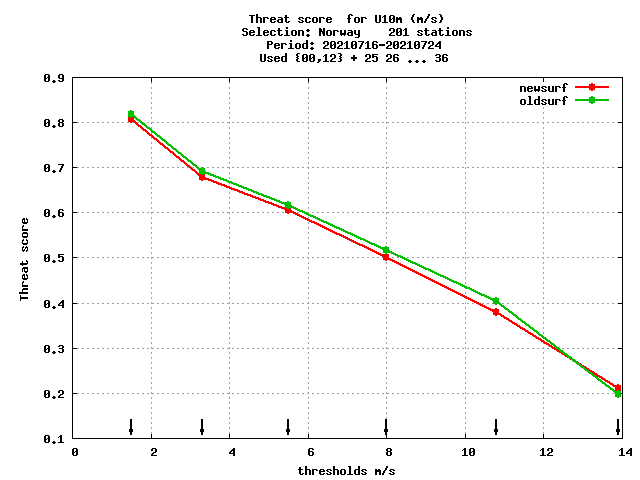 Threat score  for U10m (m/s)
Selection: Norway    201 stations
Period: 20210716-20210724
Used {00,12} + 25 26 ... 36
newsurf
oldsurf
0.9
0.8
0.7
0.6
0.5
0.4
0.3
0.2
0.1
Threat score
0 2 4 6 8 10 12 14
thresholds m/s